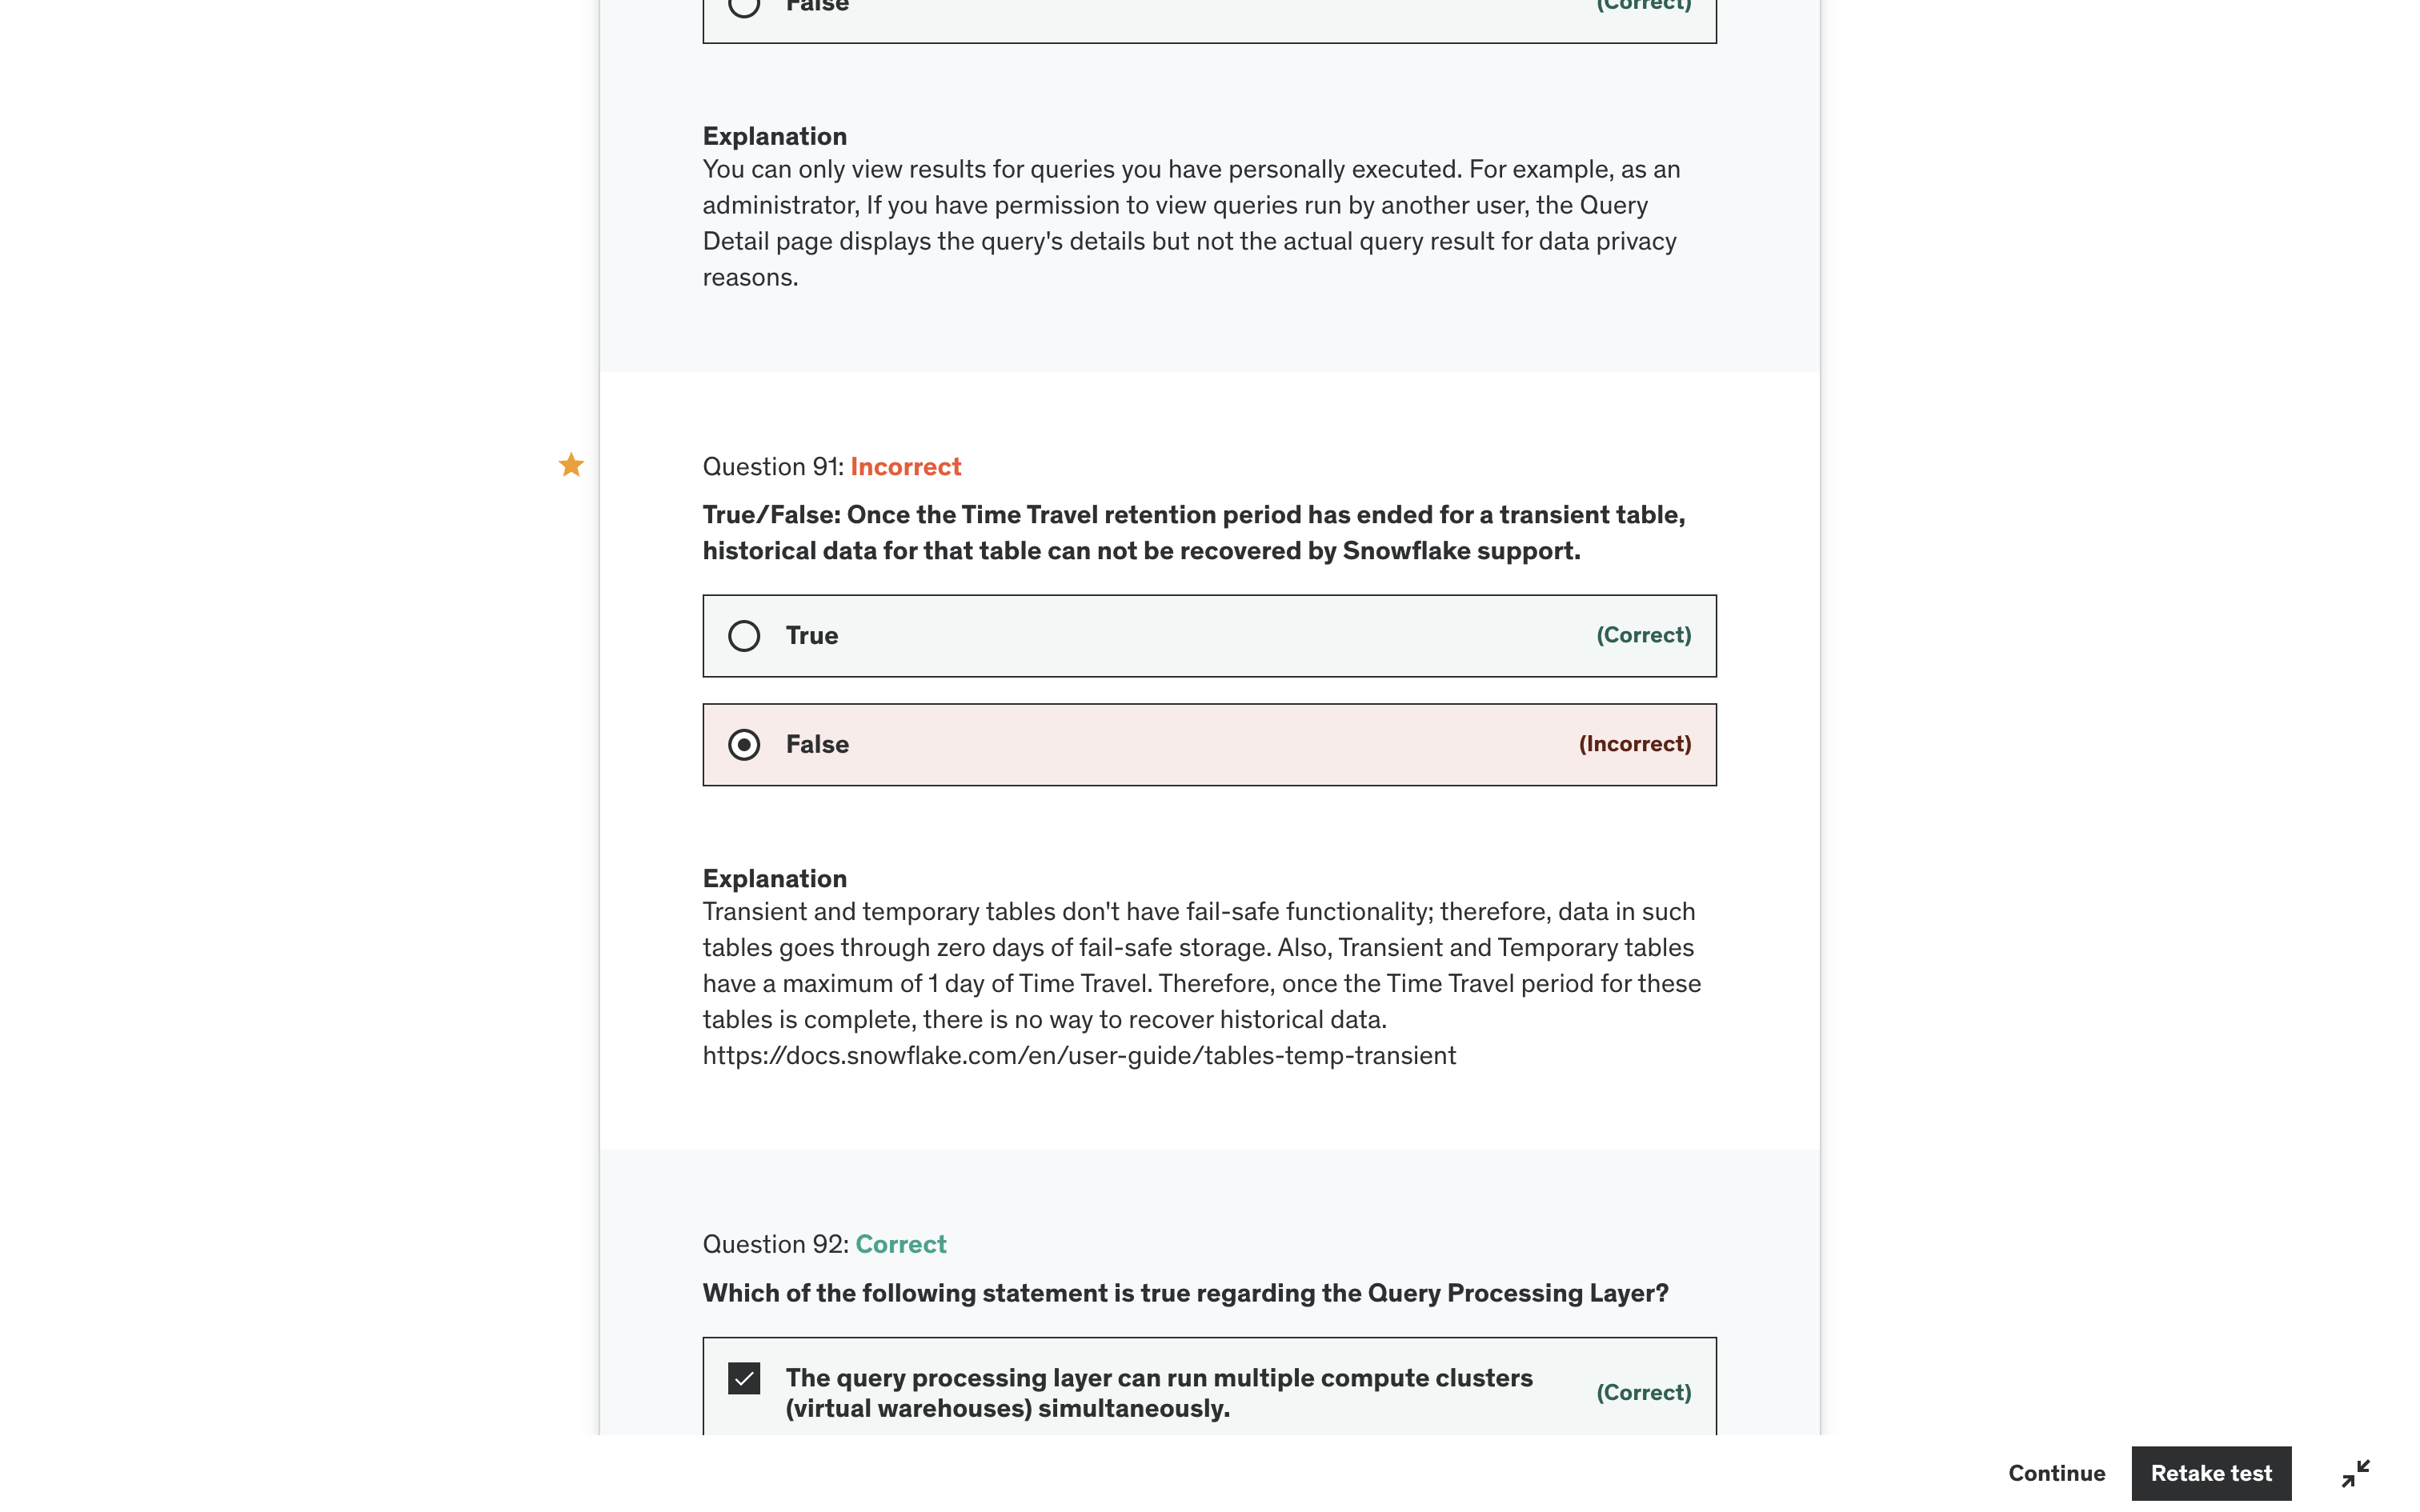 False
(Correct)
Explanation
You can only view results for queries you have personally executed. For example, as an
administrator, If you have permission to view queries run by another user, the Query
Detail page displays the query's details but not the actual query result for data privacy
reasons.
Question 91: Incorrect
True/False: Once the Time Travel retention period has ended for a transient table,
historical data for that table can not be recovered by Snowflake support.
True
(Correct)
False
(Incorrect)
Explanation
Transient and temporary tables don't have fail-safe functionality; therefore, data in such
tables goes through zero days of fail-safe storage. Also, Transient and Temporary tables
have a maximum of 1 day of Time Travel. Therefore, once the Time Travel period for these
tables is complete, there is no way to recover historical data.
https://docs.snowflake.com/en/user-guide/tables-temp-transient
Question 92: Correct
Which of the following statement is true regarding the Query Processing Layer?
The query processing layer can run multiple compute clusters
(virtual warehouses) simultaneously.
(Correct)
Continue
Retake test